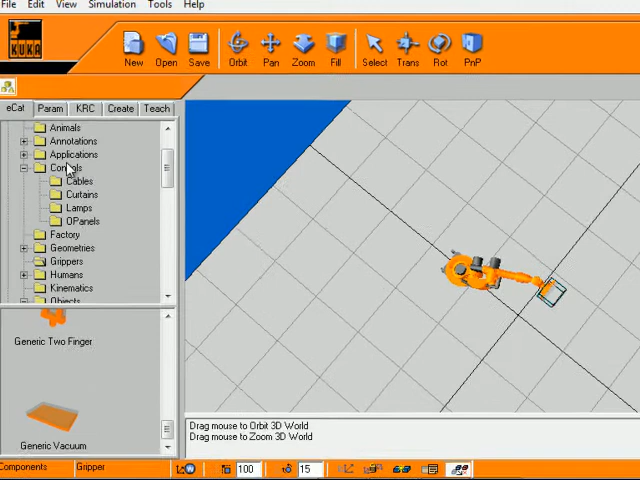 File Edit View Simulation Tools Help
KUKA New Open Save Orbit Pan Zoom Fill Select Trans Rot PnP
eCat Param KRC Create Teach
Animals
Annotations
Applications
Controls
Cables
Curtains
Lamps
OPanels
Factory
Geometries
Grippers
Humans
Kinematics
Objects
Generic Two Finger
Generic Vacuum
Drag mouse to Orbit 3D World
Drag mouse to Zoom 3D World
Components Gripper 100 15